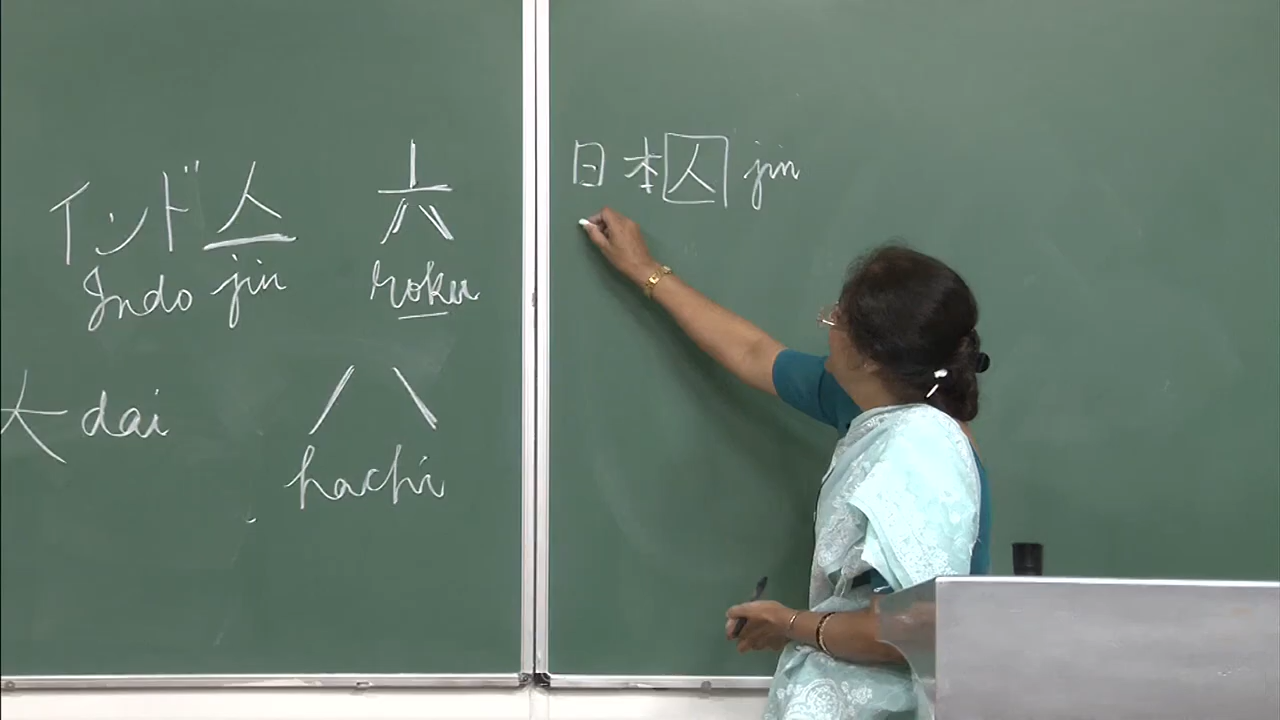 インド人
Indo jin
六
roku
大 dai
八
hachi
日本人 jin